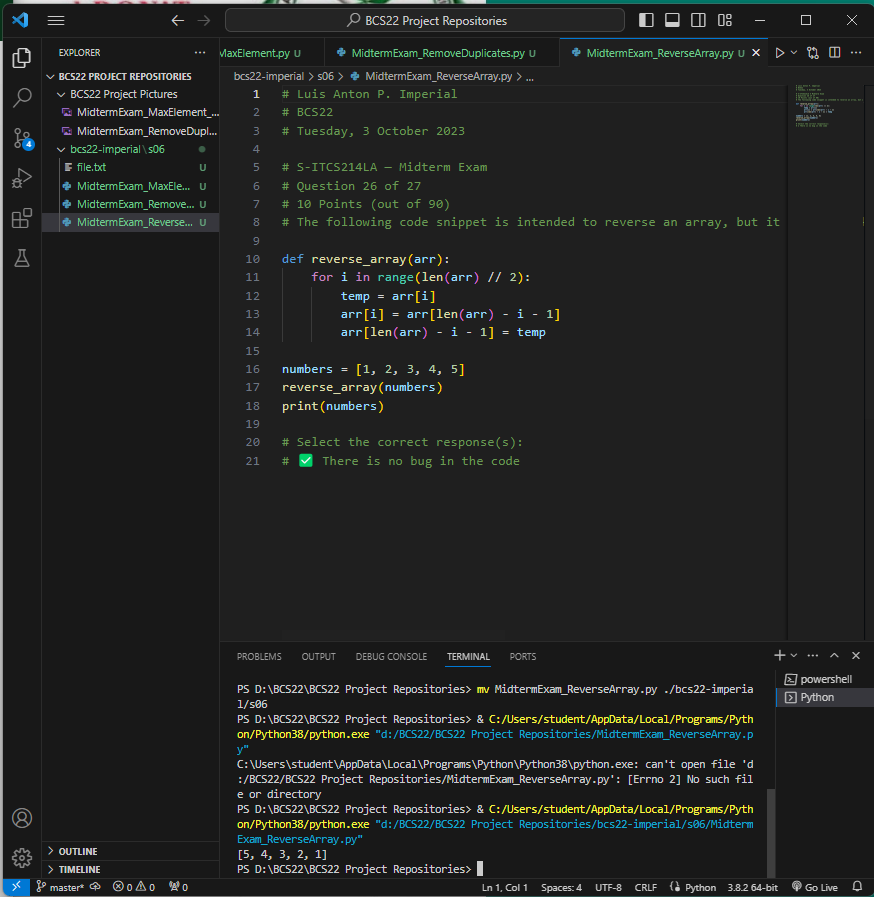 BCS22 Project Repositories
EXPLORER
BCS22 PROJECT REPOSITORIES
BCS22 Project Pictures
MidtermExam_MaxElement_...
MidtermExam_RemoveDupl...
bcs22-imperial\s06
file.txt U
MidtermExam_MaxEle... U
MidtermExam_Remove... U
MidtermExam_Reverse... U
OUTLINE
TIMELINE
4
MaxElement.py U
MidtermExam_RemoveDuplicates.py U
MidtermExam_ReverseArray.py U
bcs22-imperial > s06 > MidtermExam_ReverseArray.py > ...
1 # Luis Anton P. Imperial
2 # BCS22
3 # Tuesday, 3 October 2023
4
5 # S-ITCS214LA — Midterm Exam
6 # Question 26 of 27
7 # 10 Points (out of 90)
8 # The following code snippet is intended to reverse an array, but it
9
10 def reverse_array(arr):
11 for i in range(len(arr) // 2):
12 temp = arr[i]
13 arr[i] = arr[len(arr) - i - 1]
14 arr[len(arr) - i - 1] = temp
15
16 numbers = [1, 2, 3, 4, 5]
17 reverse_array(numbers)
18 print(numbers)
19
20 # Select the correct response(s):
21 # ✅ There is no bug in the code
PROBLEMS OUTPUT DEBUG CONSOLE TERMINAL PORTS
PS D:\BCS22\BCS22 Project Repositories> mv MidtermExam_ReverseArray.py ./bcs22-imperia
l/s06
PS D:\BCS22\BCS22 Project Repositories> & C:/Users/student/AppData/Local/Programs/Pyth
on/Python38/python.exe "d:/BCS22/BCS22 Project Repositories/MidtermExam_ReverseArray.p
y"
C:\Users\student\AppData\Local\Programs\Python\Python38\python.exe: can't open file 'd
:/BCS22/BCS22 Project Repositories/MidtermExam_ReverseArray.py': [Errno 2] No such fil
e or directory
PS D:\BCS22\BCS22 Project Repositories> & C:/Users/student/AppData/Local/Programs/Pyth
on/Python38/python.exe "d:/BCS22/BCS22 Project Repositories/bcs22-imperial/s06/Midterm
Exam_ReverseArray.py"
[5, 4, 3, 2, 1]
PS D:\BCS22\BCS22 Project Repositories>
powershell
Python
master* 0 0 0 Ln 1, Col 1 Spaces: 4 UTF-8 CRLF Python 3.8.2 64-bit Go Live